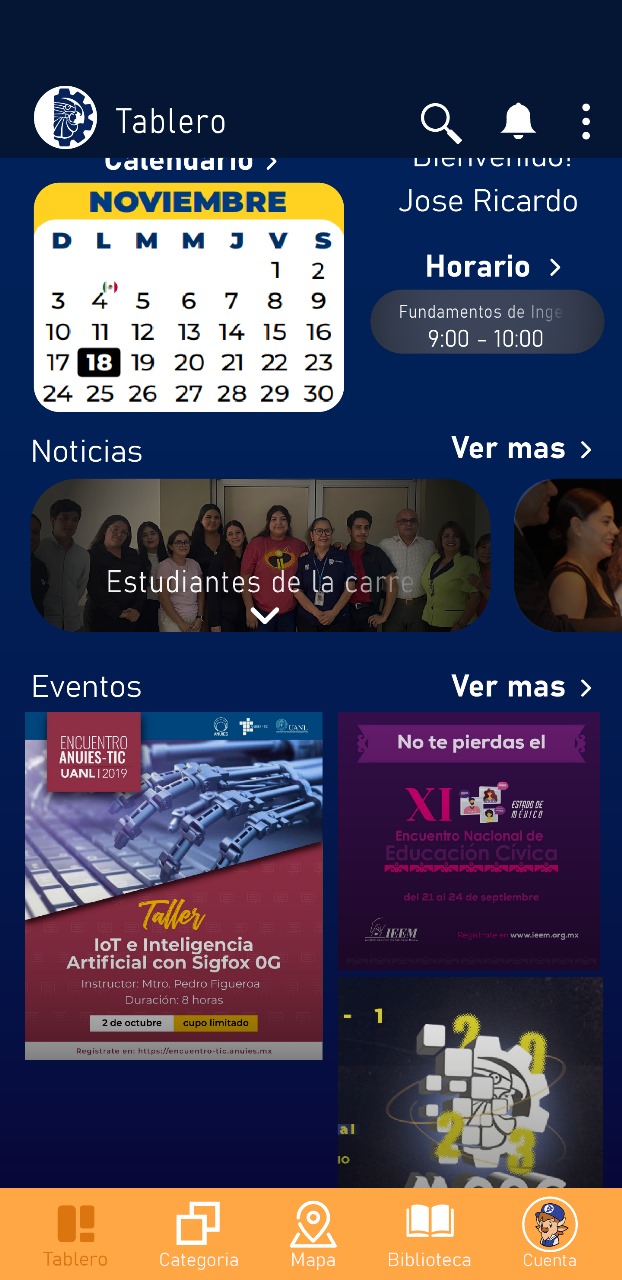 Tablero
Calendario >
Bienvenido!
Jose Ricardo
NOVIEMBRE
D L M M J V S
1 2
3 4 5 6 7 8 9
10 11 12 13 14 15 16
17 18 19 20 21 22 23
24 25 26 27 28 29 30
Horario >
Fundamentos de Inge
9:00 - 10:00
Noticias
Ver mas >
Estudiantes de la carre
Eventos
Ver mas >
ENCUENTRO
ANUIES-TIC
UANL | 2019
ANUIES
UANL
Taller
IoT e Inteligencia
Artificial con Sigfox 0G
Instructor: Mtro. Pedro Figueroa
Duración: 8 horas
2 de octubre cupo limitado
Regístrate en: https://encuentro-tic.anuies.mx
No te pierdas el
XI
ESTADO DE
MÉXICO
Encuentro Nacional de
Educación Cívica
del 21 al 24 de septiembre
IEEM
Regístrate en www.ieem.org.mx
- 1
2023
al
IO
Tablero
Categoria
Mapa
Biblioteca
Cuenta